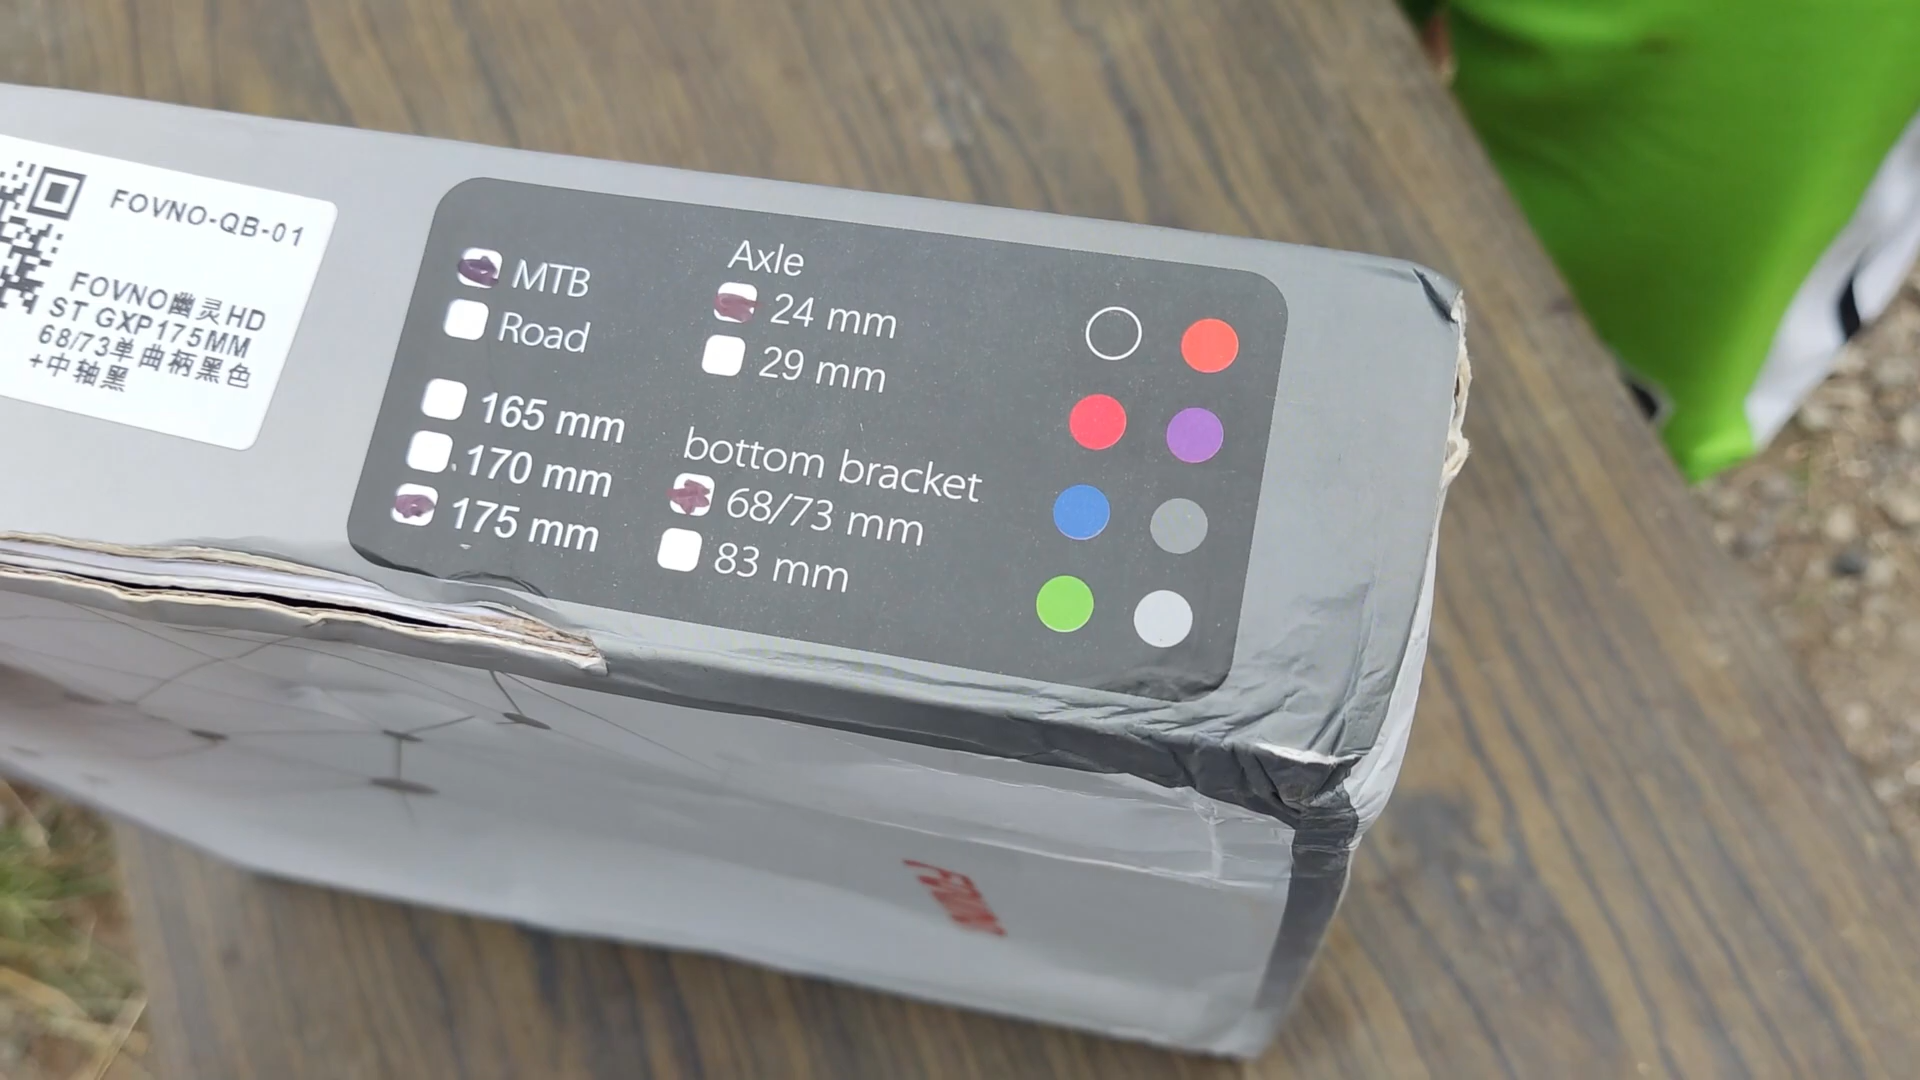 FOVNO-QB-01
FOVNO幽灵HD
ST GXP175MM
68/73单曲柄黑色
+中轴黑
MTB
Road
165 mm
170 mm
175 mm
Axle
24 mm
29 mm
bottom bracket
68/73 mm
83 mm